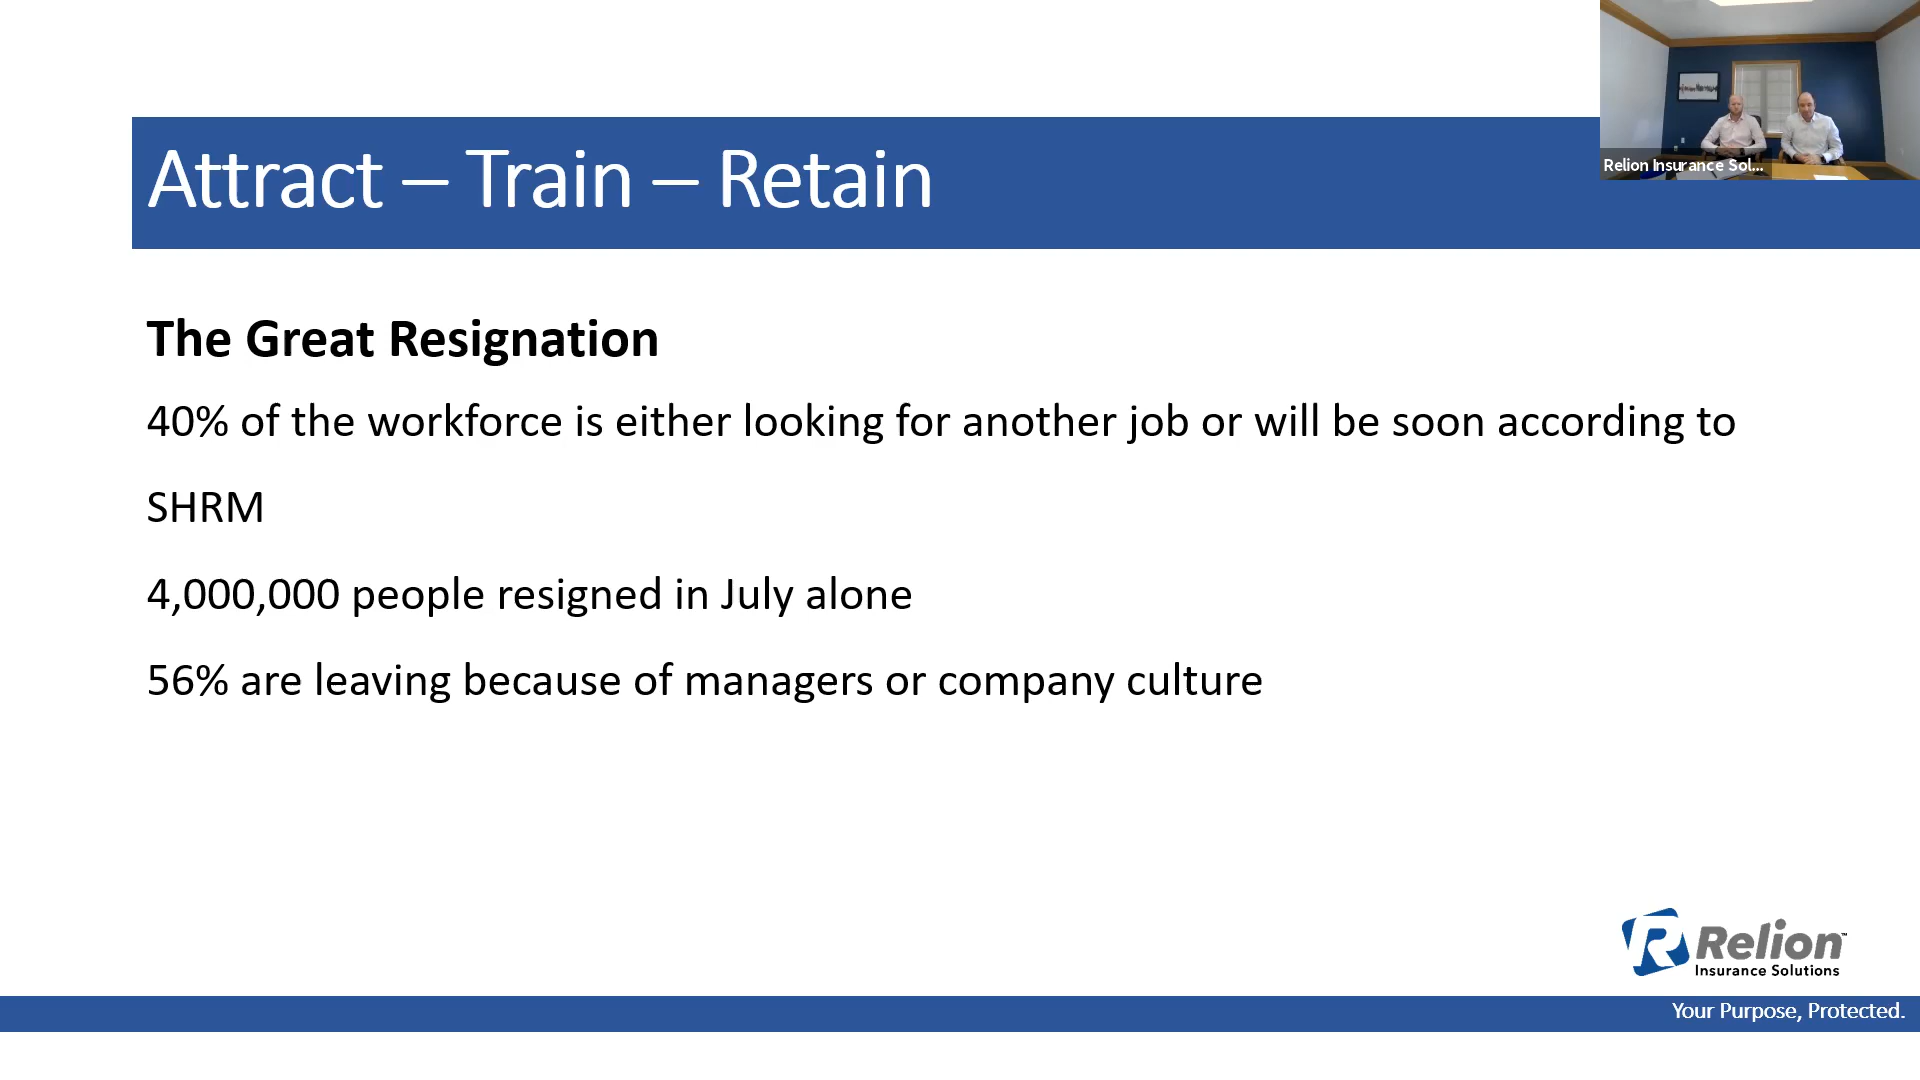 Attract – Train – Retain
Relion Insurance Sol...
The Great Resignation
40% of the workforce is either looking for another job or will be soon according to
SHRM
4,000,000 people resigned in July alone
56% are leaving because of managers or company culture
Relion™
Insurance Solutions
Your Purpose, Protected.